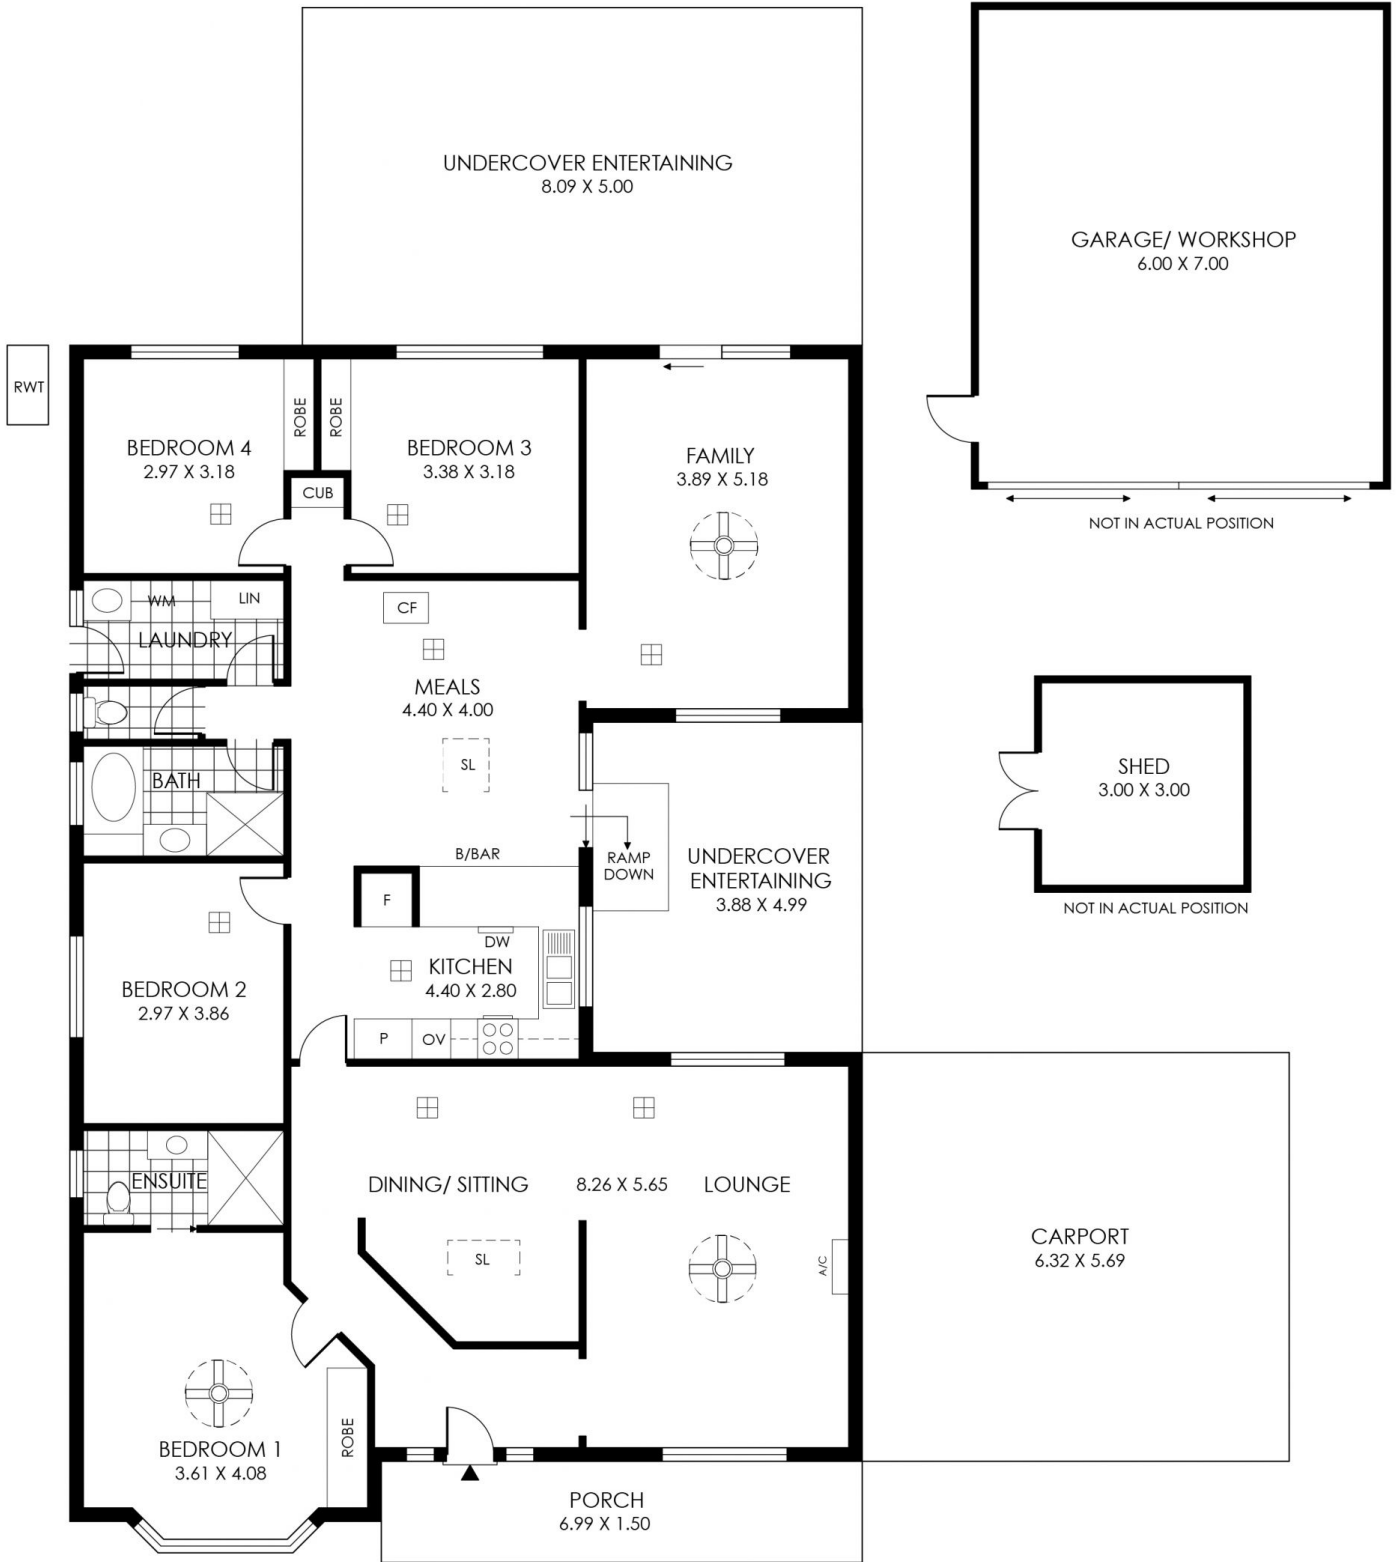 UNDERCOVER ENTERTAINING
8.09 X 5.00
GARAGE/ WORKSHOP
6.00 X 7.00
NOT IN ACTUAL POSITION
RWT
BEDROOM 4
2.97 X 3.18
ROBE
ROBE
BEDROOM 3
3.38 X 3.18
CUB
FAMILY
3.89 X 5.18
WM
LIN
LAUNDRY
CF
MEALS
4.40 X 4.00
SL
BATH
B/BAR
RAMP
DOWN
UNDERCOVER
ENTERTAINING
3.88 X 4.99
SHED
3.00 X 3.00
NOT IN ACTUAL POSITION
F
DW
KITCHEN
4.40 X 2.80
P
OV
BEDROOM 2
2.97 X 3.86
ENSUITE
DINING/ SITTING
8.26 X 5.65
LOUNGE
SL
A/C
CARPORT
6.32 X 5.69
BEDROOM 1
3.61 X 4.08
ROBE
PORCH
6.99 X 1.50